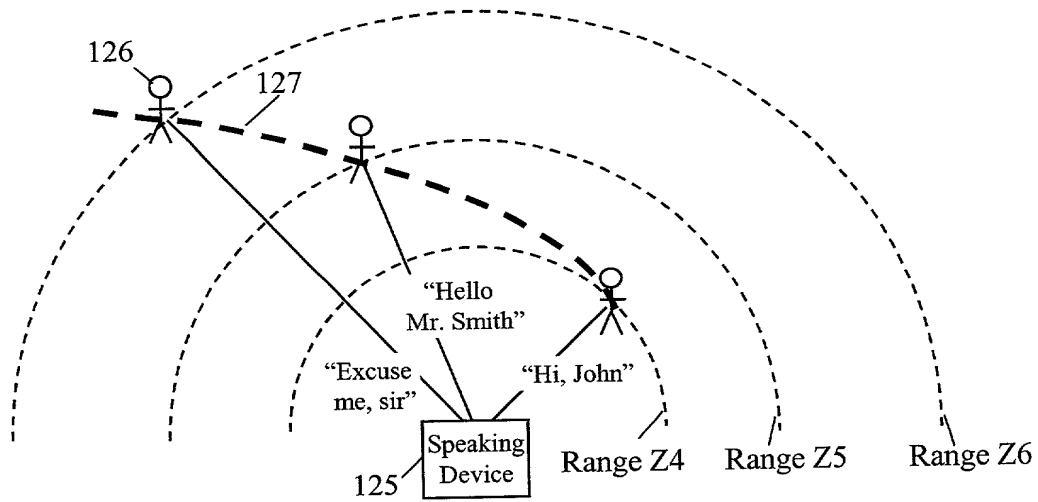 126
127
“Hello
Mr. Smith”
“Excuse
me, sir”
“Hi, John”
Speaking
Device
125
Range Z4
Range Z5
Range Z6